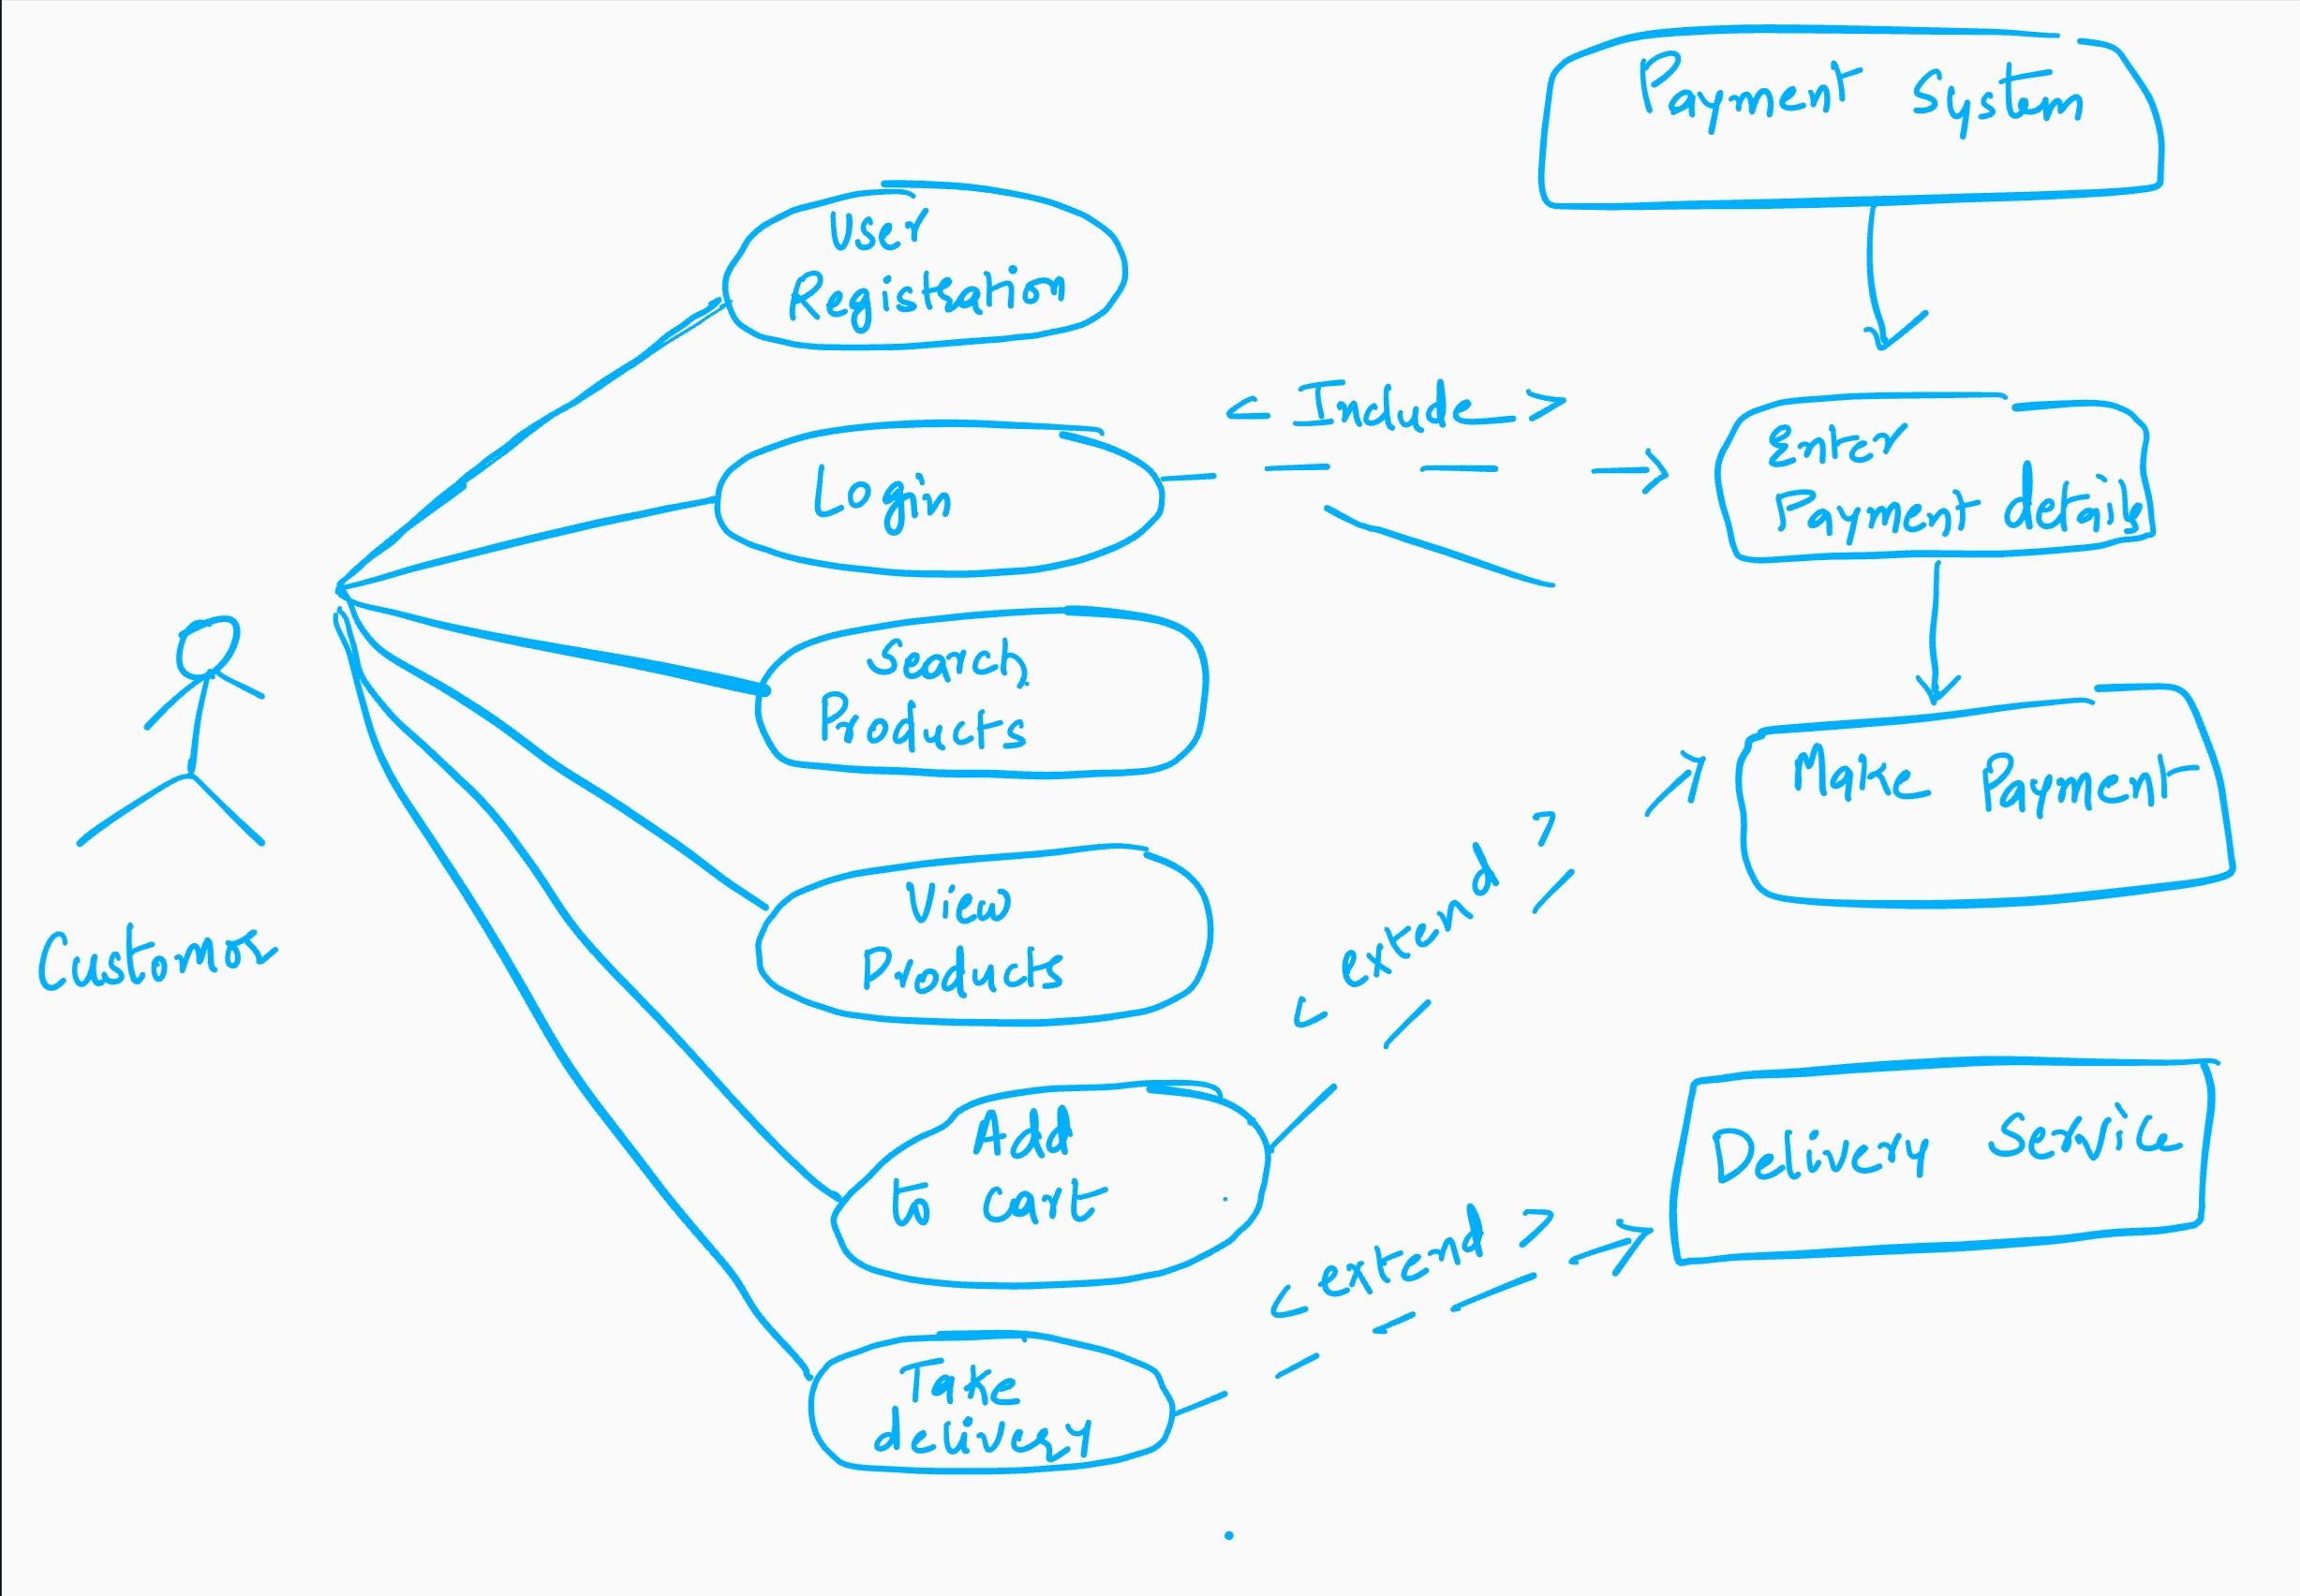 Payment System
User
Registration
< Include >
Login
Enter
Payment details
Search
Products
Make Payment
View
Products
< extend >
Customer
Add
to cart
Delivery Service
< extend >
Take
delivery